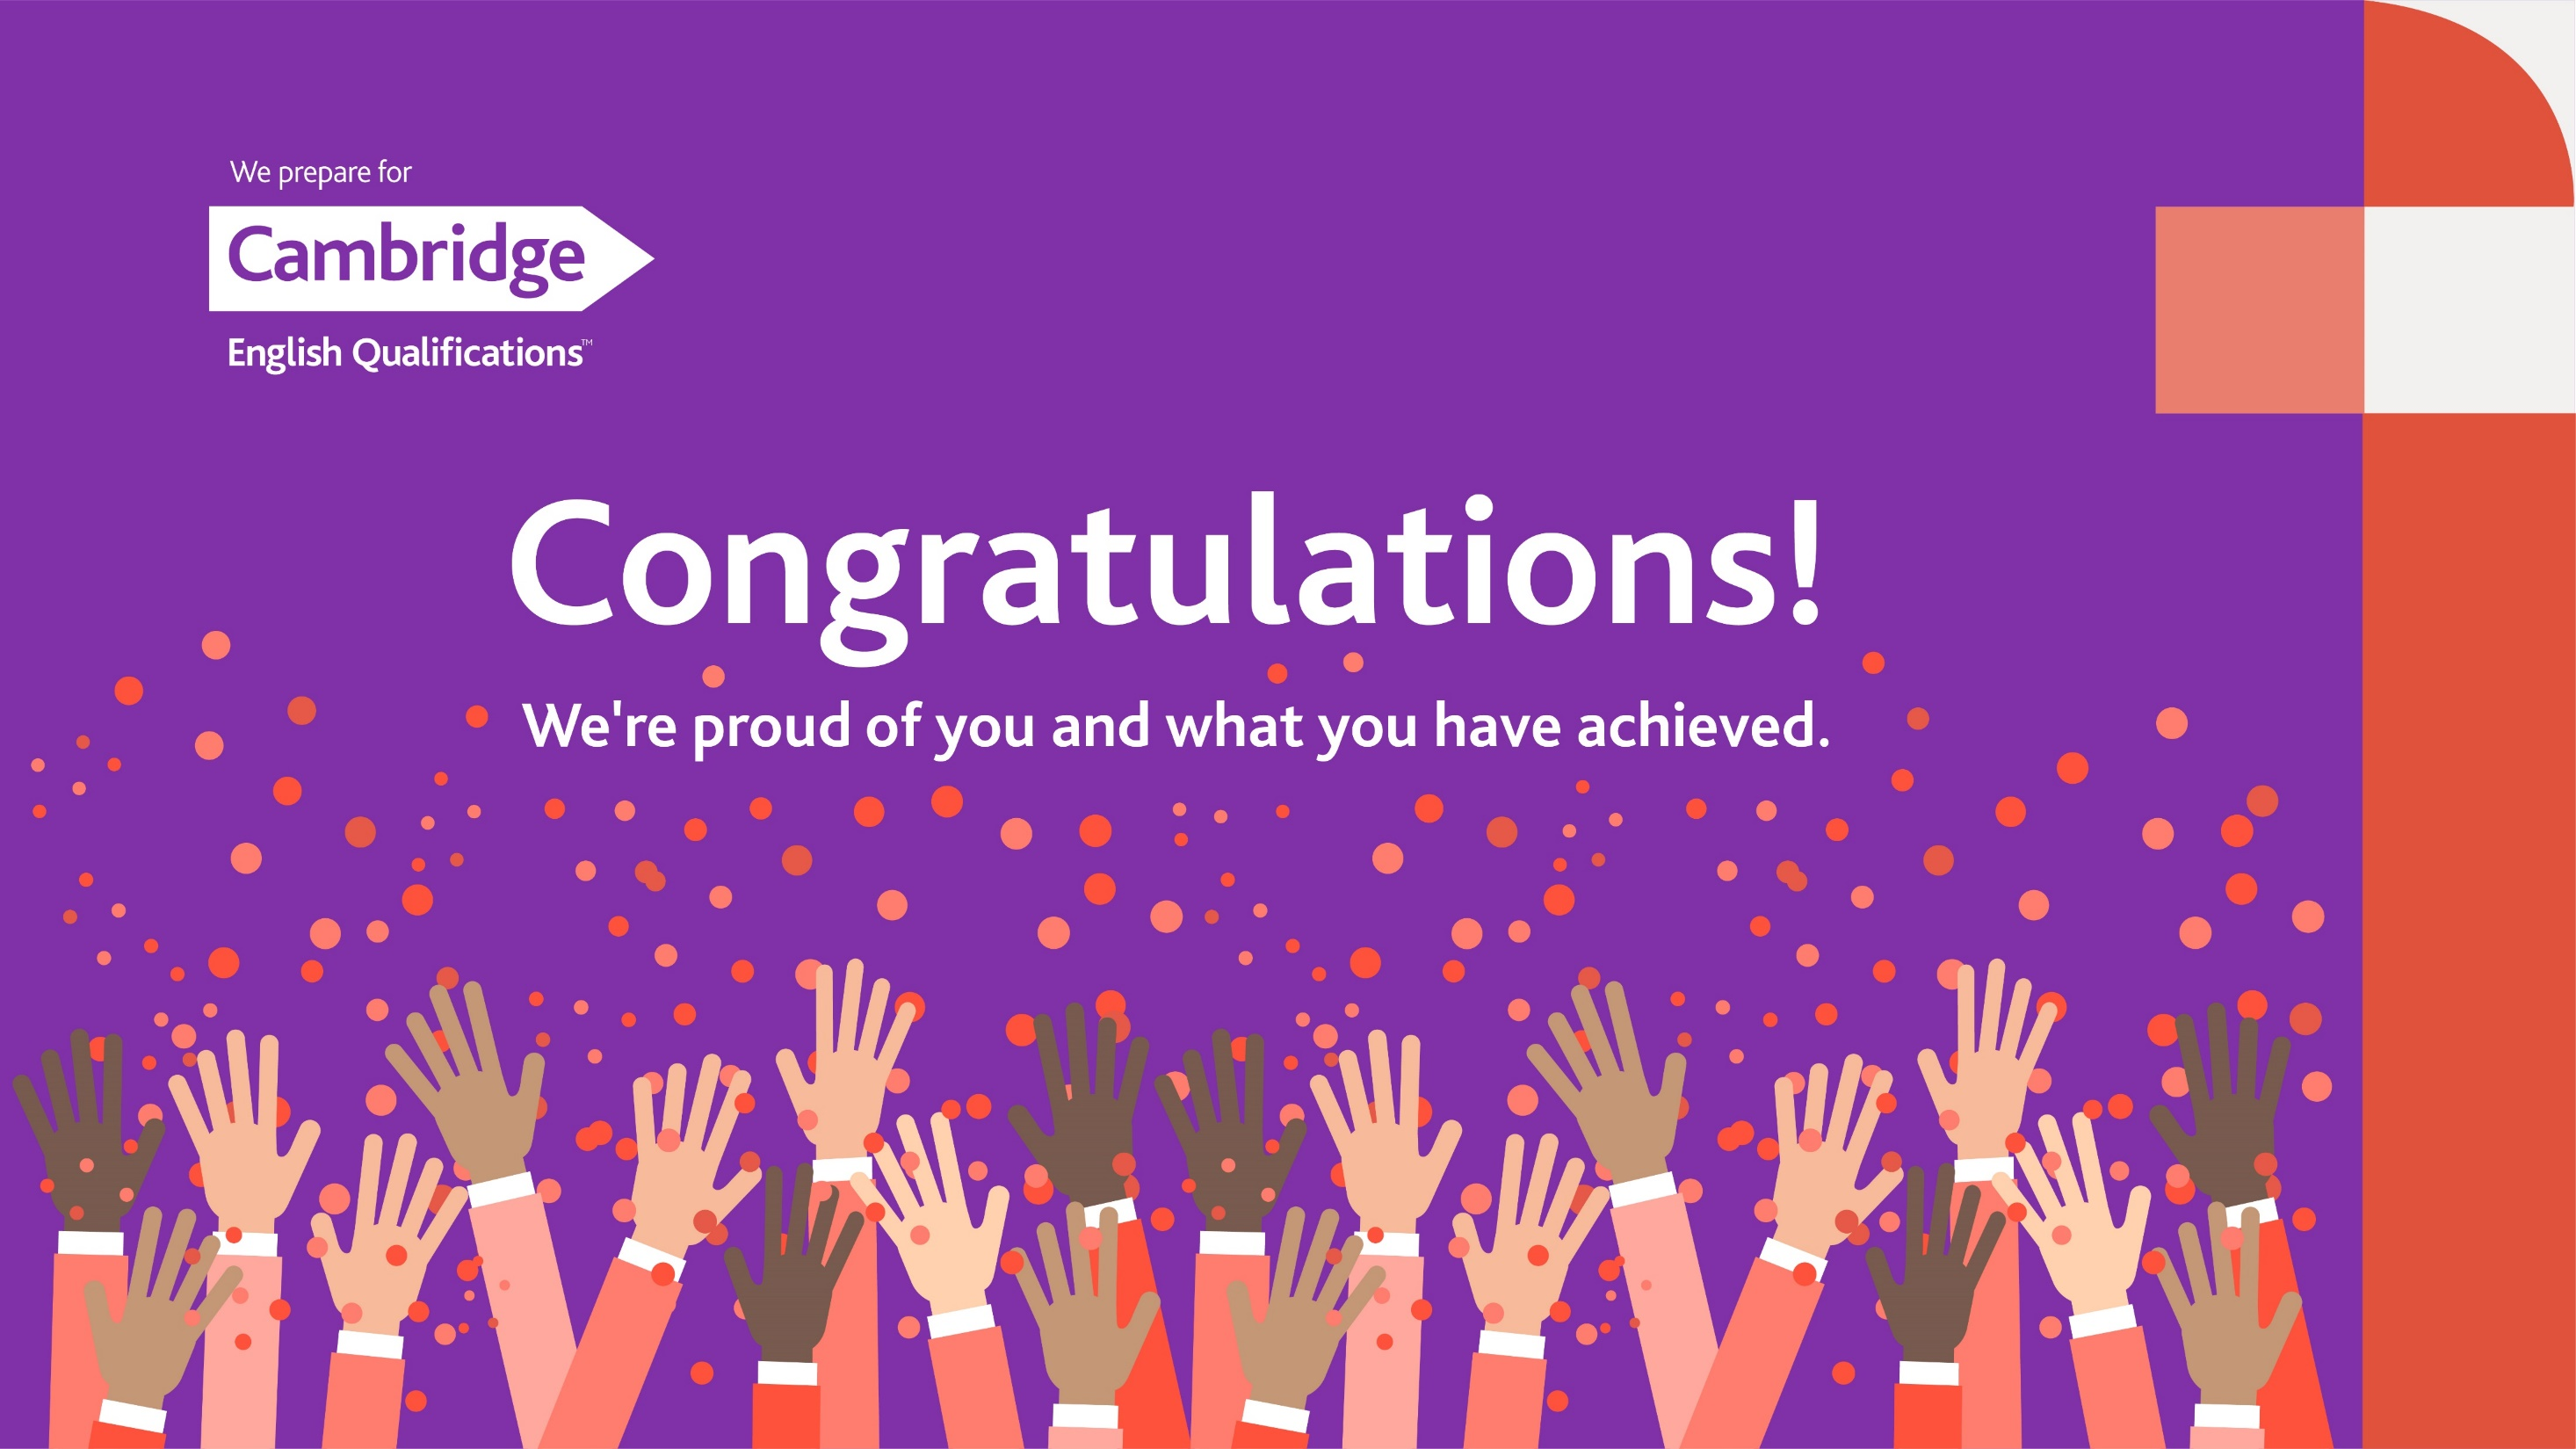 We prepare for
Cambridge
English Qualifications™
Congratulations!
We're proud of you and what you have achieved.